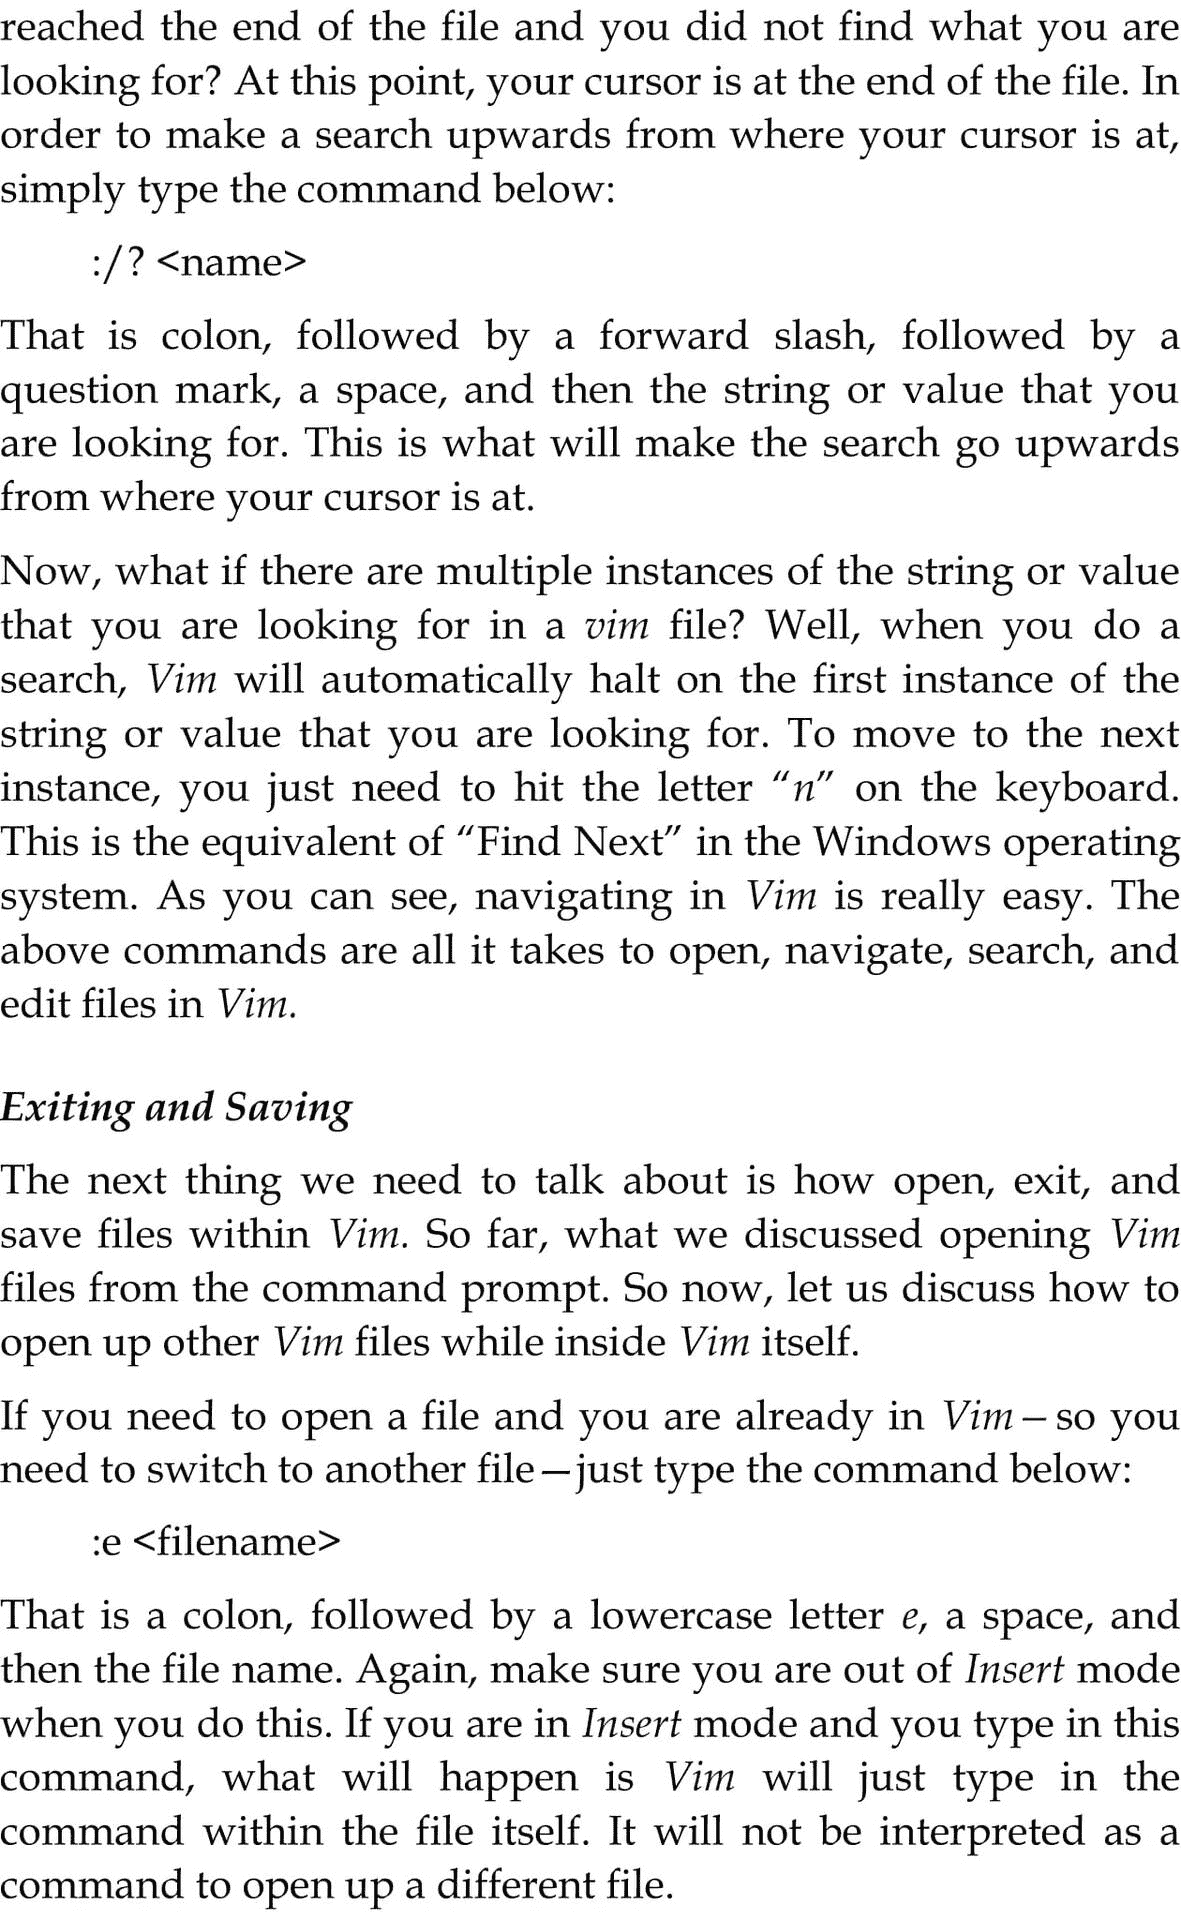 reached the end of the file and you did not find what you are
looking for? At this point, your cursor is at the end of the file. In
order to make a search upwards from where your cursor is at,
simply type the command below:
:/? <name>
That is colon, followed by a forward slash, followed by a
question mark, a space, and then the string or value that you
are looking for. This is what will make the search go upwards
from where your cursor is at.
Now, what if there are multiple instances of the string or value
that you are looking for in a vim file? Well, when you do a
search, Vim will automatically halt on the first instance of the
string or value that you are looking for. To move to the next
instance, you just need to hit the letter “n” on the keyboard.
This is the equivalent of “Find Next” in the Windows operating
system. As you can see, navigating in Vim is really easy. The
above commands are all it takes to open, navigate, search, and
edit files in Vim.
Exiting and Saving
The next thing we need to talk about is how open, exit, and
save files within Vim. So far, what we discussed opening Vim
files from the command prompt. So now, let us discuss how to
open up other Vim files while inside Vim itself.
If you need to open a file and you are already in Vim—so you
need to switch to another file—just type the command below:
:e <filename>
That is a colon, followed by a lowercase letter e, a space, and
then the file name. Again, make sure you are out of Insert mode
when you do this. If you are in Insert mode and you type in this
command, what will happen is Vim will just type in the
command within the file itself. It will not be interpreted as a
command to open up a different file.